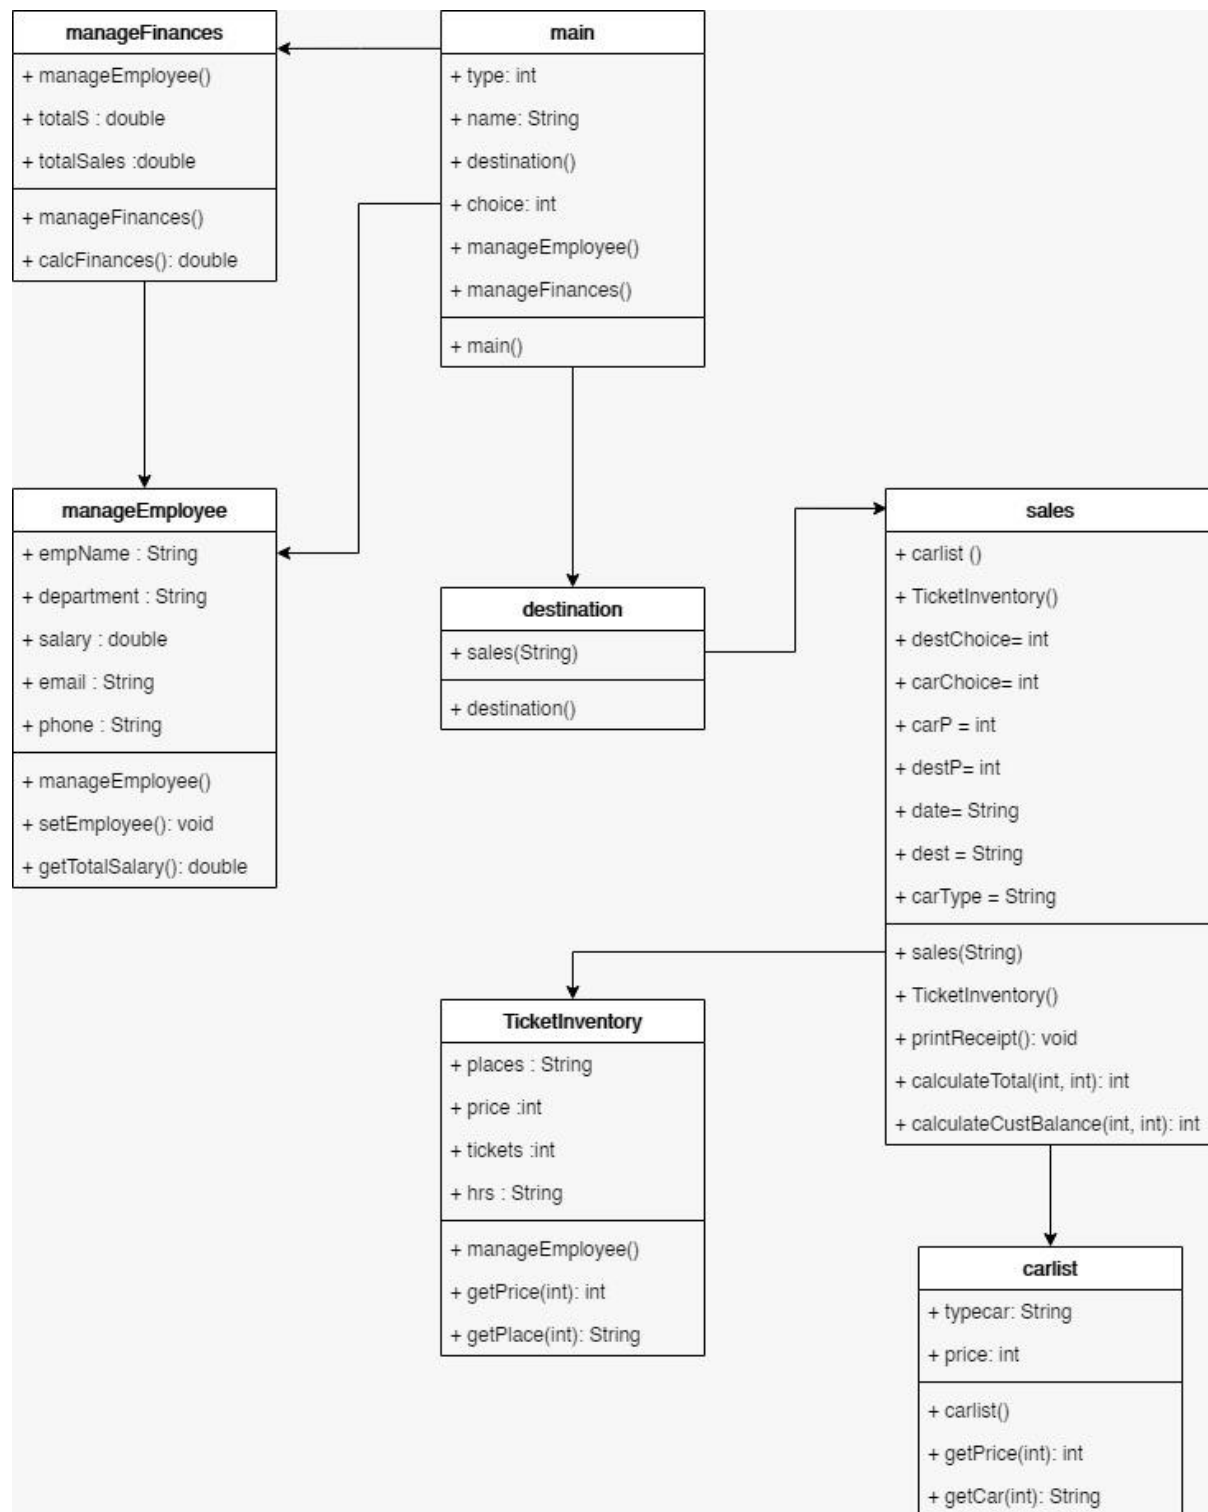 manageFinances
+ manageEmployee()
+ totalS : double
+ totalSales :double
+ manageFinances()
+ calcFinances(): double
main
+ type: int
+ name: String
+ destination()
+ choice: int
+ manageEmployee()
+ manageFinances()
+ main()
manageEmployee
+ empName : String
+ department : String
+ salary : double
+ email : String
+ phone : String
+ manageEmployee()
+ setEmployee(): void
+ getTotalSalary(): double
destination
+ sales(String)
+ destination()
sales
+ carlist ()
+ TicketInventory()
+ destChoice= int
+ carChoice= int
+ carP = int
+ destP= int
+ date= String
+ dest = String
+ carType = String
+ sales(String)
+ TicketInventory()
+ printReceipt(): void
+ calculateTotal(int, int): int
+ calculateCustBalance(int, int): int
TicketInventory
+ places : String
+ price :int
+ tickets :int
+ hrs : String
+ manageEmployee()
+ getPrice(int): int
+ getPlace(int): String
carlist
+ typecar: String
+ price: int
+ carlist()
+ getPrice(int): int
+ getCar(int): String